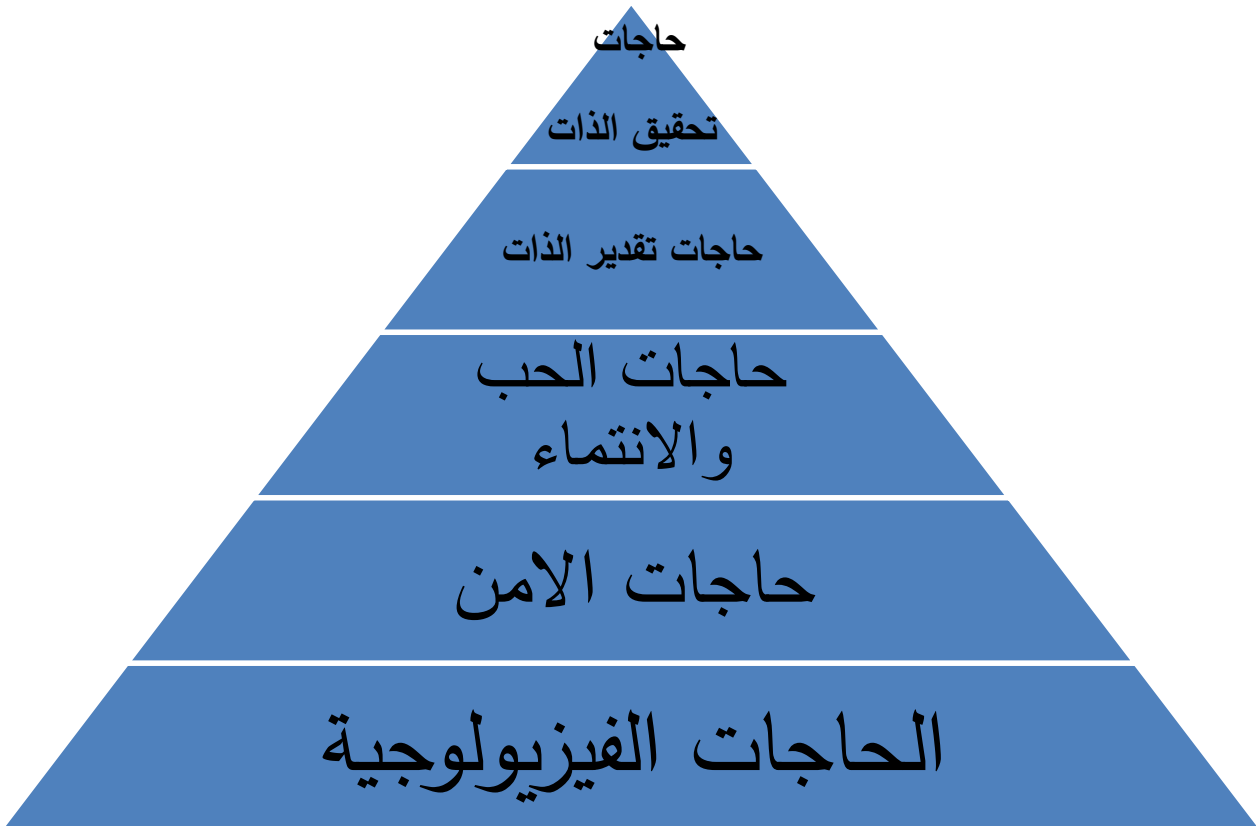 حاجات
تحقيق الذات
حاجات تقدير الذات
حاجات الحب
والانتماء
حاجات الامن
الحاجات الفيزيولوجية